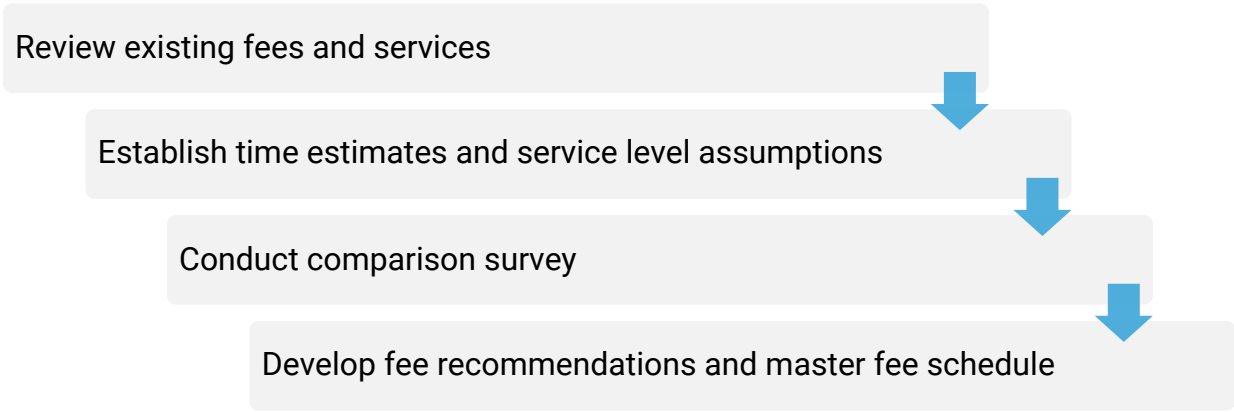 Review existing fees and services
Establish time estimates and service level assumptions
Conduct comparison survey
Develop fee recommendations and master fee schedule